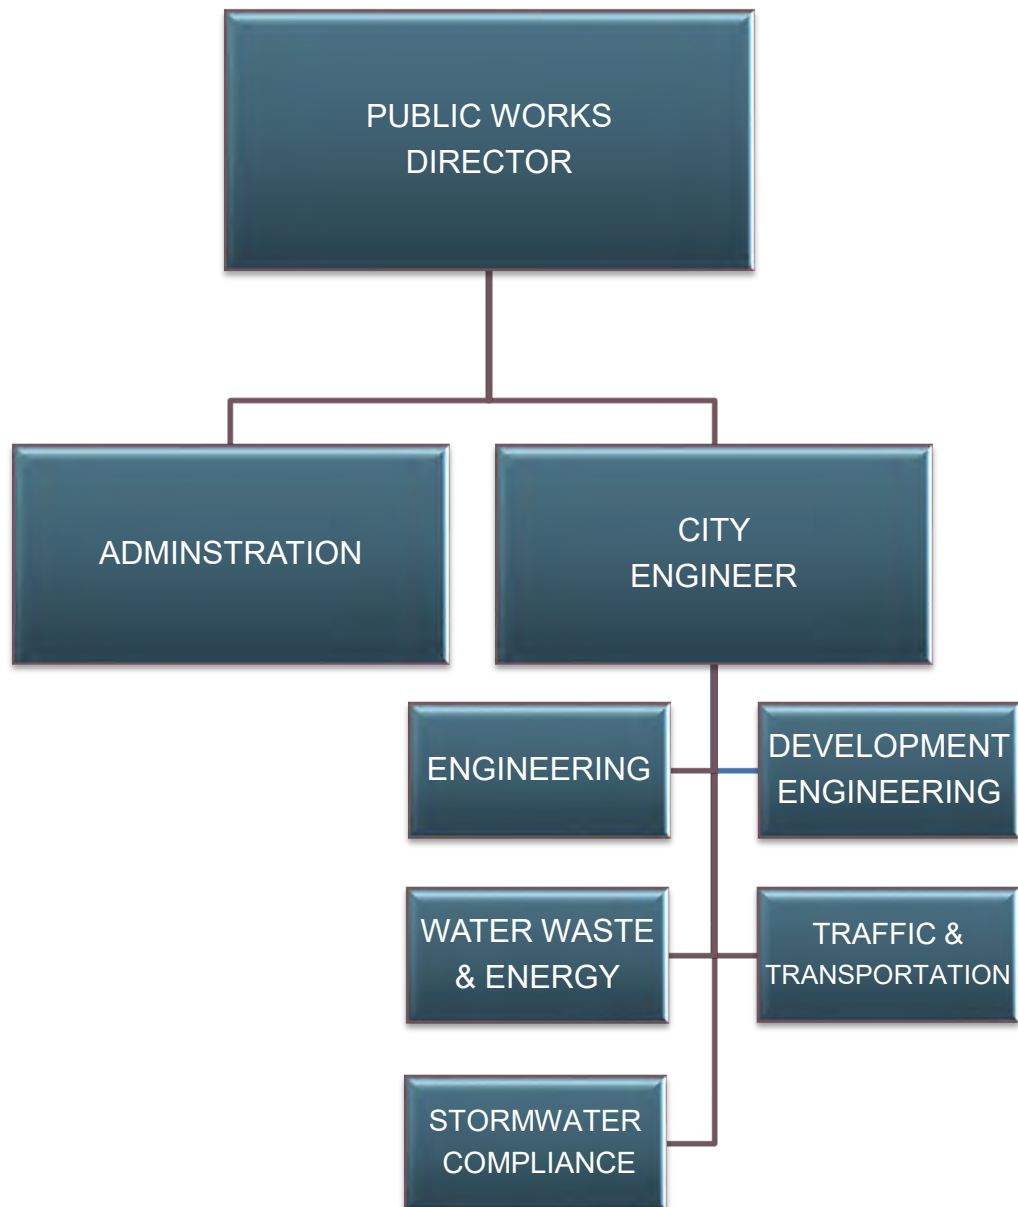 PUBLIC WORKS
DIRECTOR
ADMINSTRATION
CITY
ENGINEER
ENGINEERING
DEVELOPMENT
ENGINEERING
WATER WASTE
& ENERGY
TRAFFIC &
TRANSPORTATION
STORMWATER
COMPLIANCE